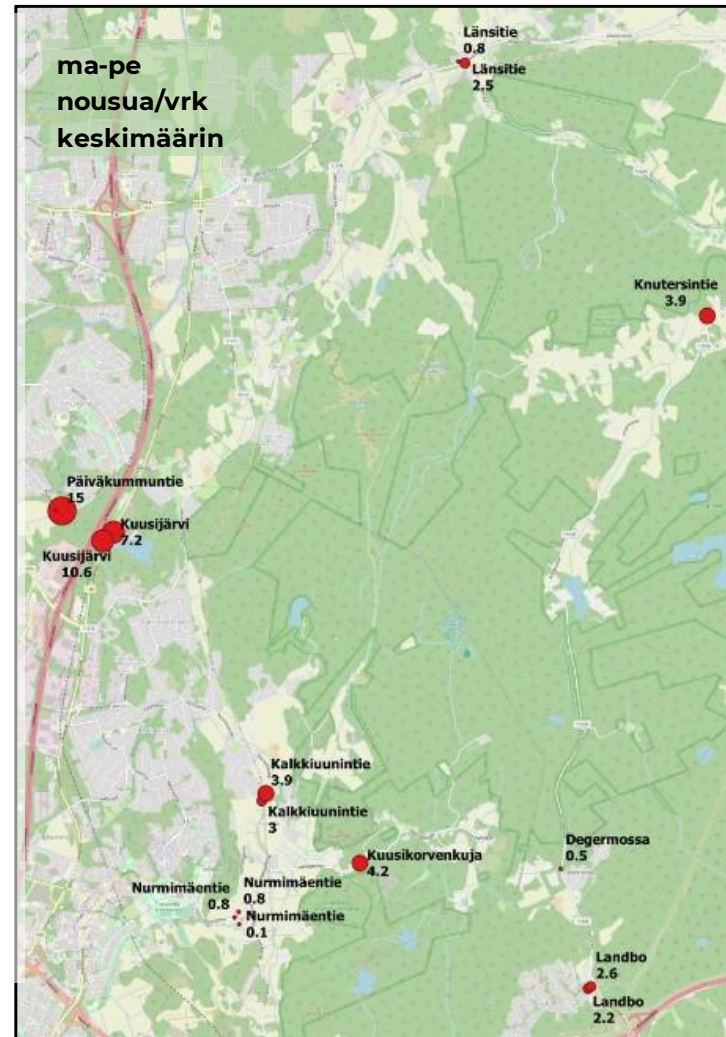 ma-pe
nousua/vrk
keskimäärin
Länsitie
0.8
Länsitie
2.5
Knutersintie
3.9
Päiväkummuntie
15
Kuusijärvi
7.2
Kuusijärvi
10.6
Kalkkiuunintie
3.9
Kalkkiuunintie
3
Kuusikorvenkuja
4.2
Degermossa
0.5
Nurmimäentie
0.8
Nurmimäentie
0.8
Nurmimäentie
0.1
Landbo
2.6
Landbo
2.2